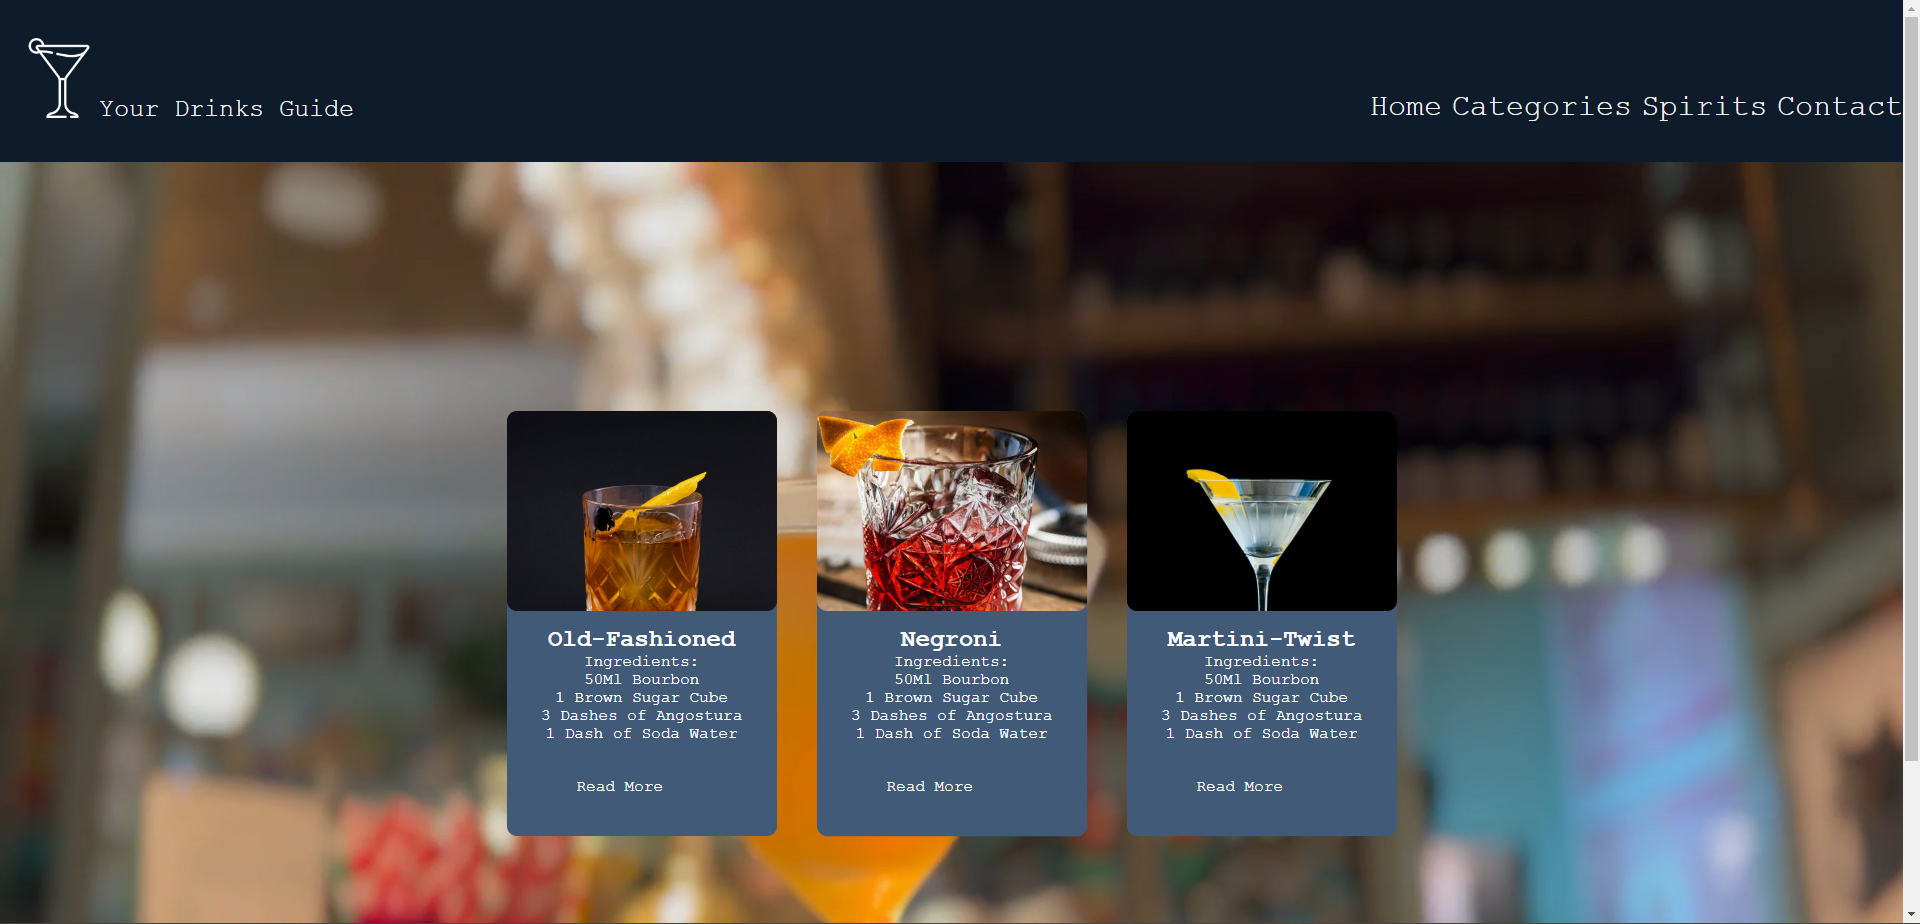 Your Drinks Guide
Home Categories Spirits Contact
Old-Fashioned
Ingredients:
50Ml Bourbon
1 Brown Sugar Cube
3 Dashes of Angostura
1 Dash of Soda Water
Read More
Negroni
Ingredients:
50Ml Bourbon
1 Brown Sugar Cube
3 Dashes of Angostura
1 Dash of Soda Water
Read More
Martini-Twist
Ingredients:
50Ml Bourbon
1 Brown Sugar Cube
3 Dashes of Angostura
1 Dash of Soda Water
Read More